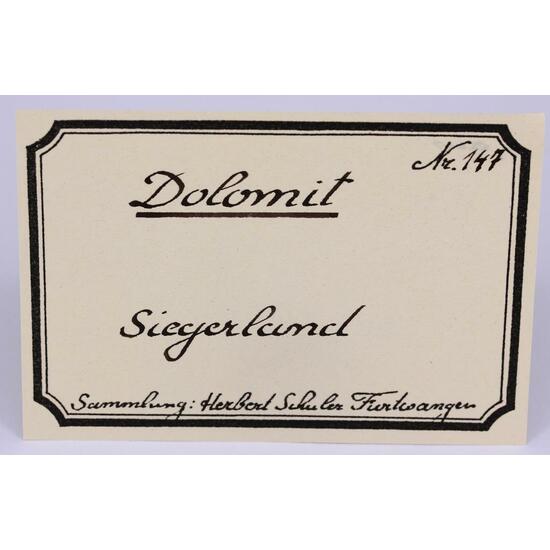 Nr. 147
Dolomit
Siegerland
Sammlung: Herbert Schuler Furtwangen